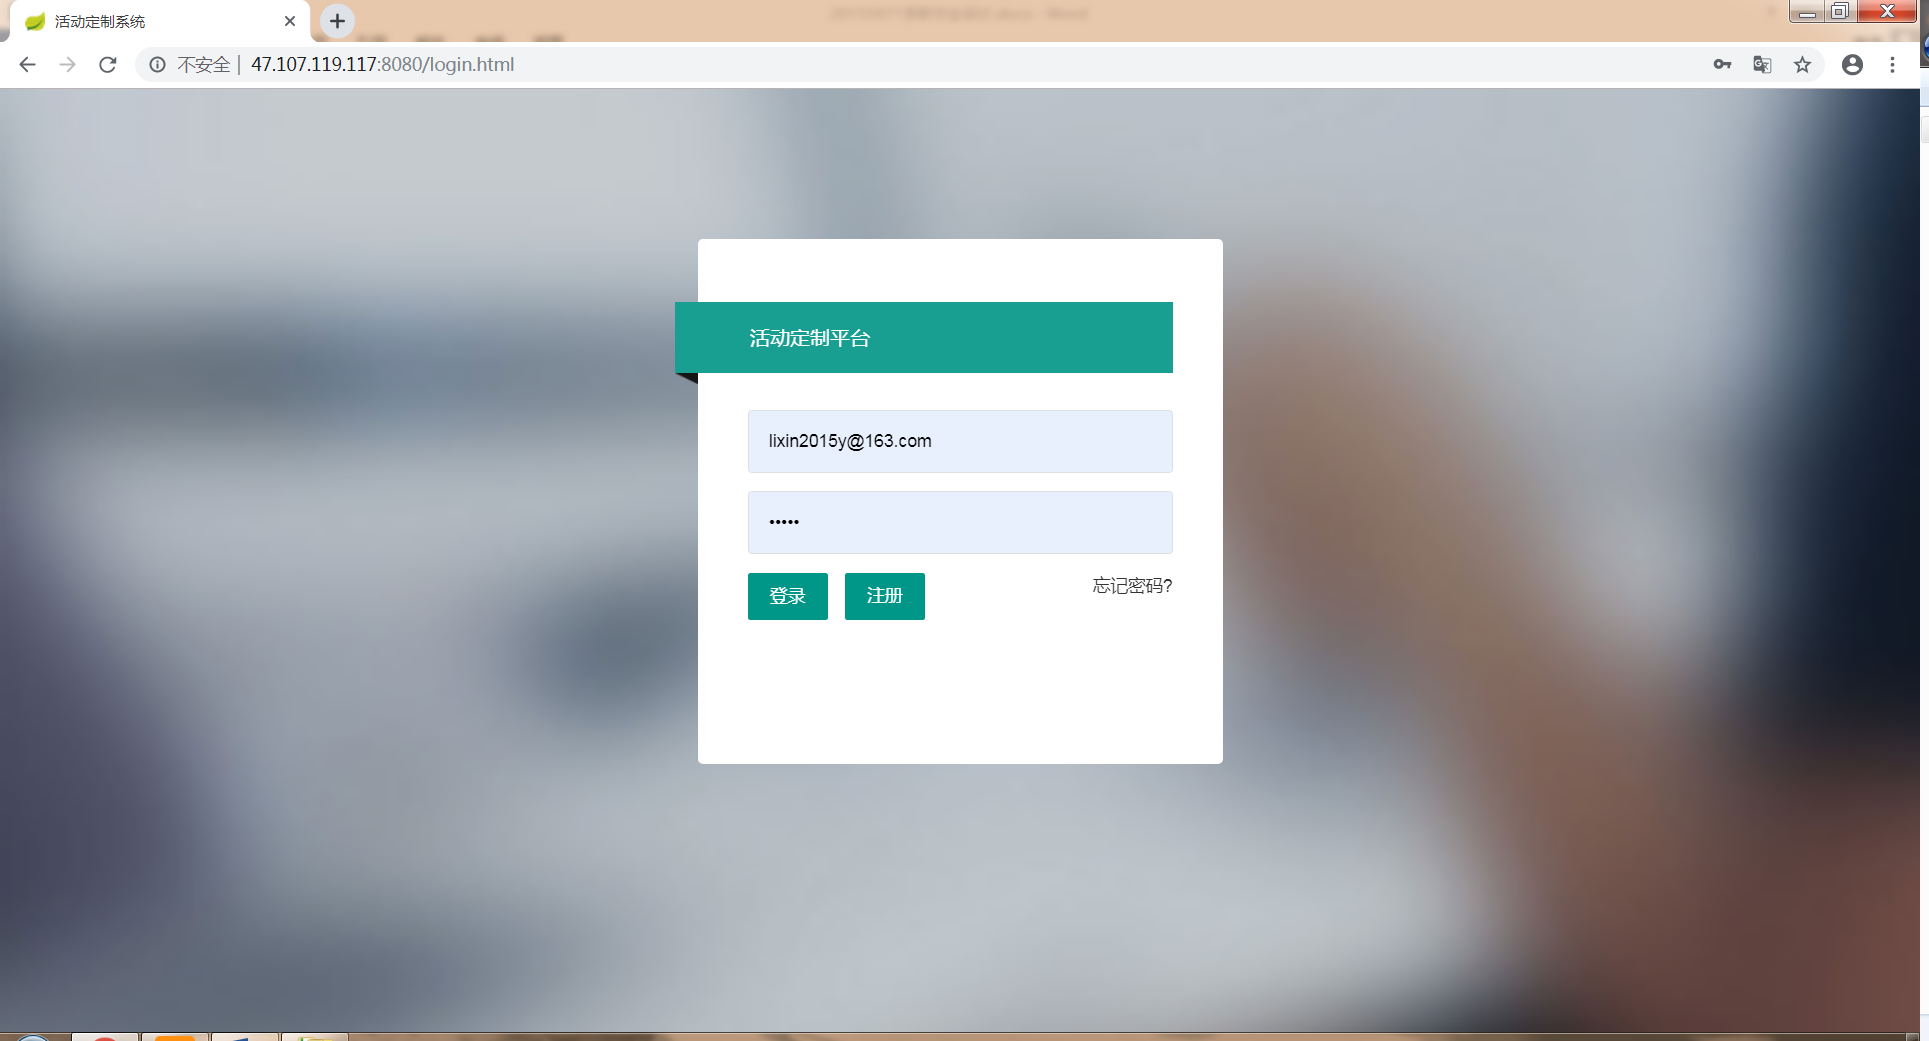 活动定制系统
不安全 | 47.107.119.117:8080/login.html
活动定制平台
lixin2015y@163.com
•••••
登录 注册 忘记密码?